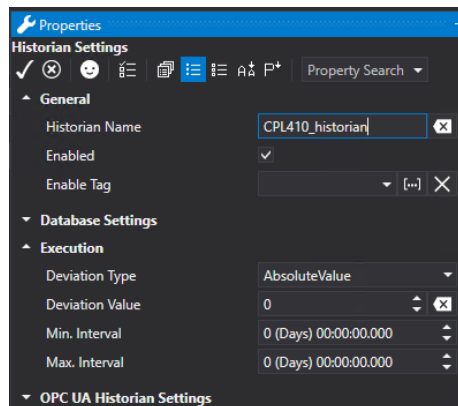 Properties
Historian Settings
Property Search
General
Historian Name CPL410_historian
Enabled
Enable Tag
Database Settings
Execution
Deviation Type AbsoluteValue
Deviation Value 0
Min. Interval 0 (Days) 00:00:00.000
Max. Interval 0 (Days) 00:00:00.000
OPC UA Historian Settings